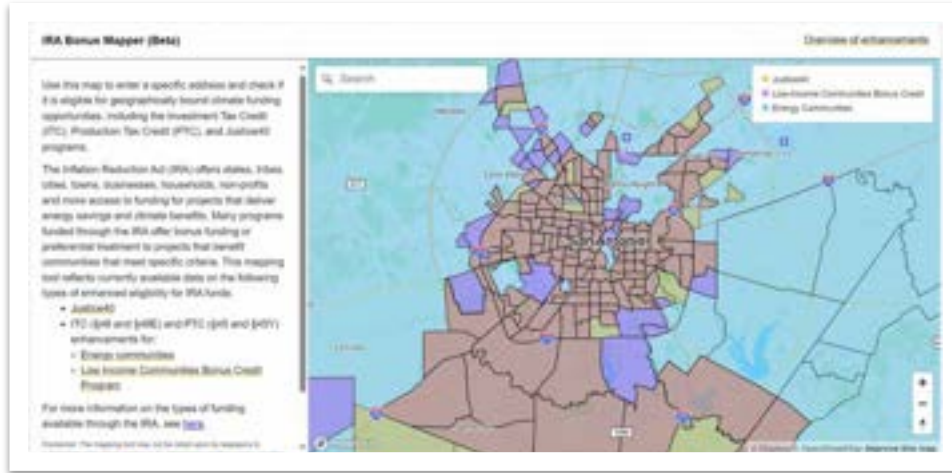 IRA Bonus Mapper (Beta)
Overview of enhancements
Use this map to enter a specific address and check if
it is eligible for geographically bound climate funding
opportunities, including the Investment Tax Credit
(ITC), Production Tax Credit (PTC), and Justice40
programs.
The Inflation Reduction Act (IRA) offers states, tribes
cities, towns, businesses, households, non-profits
and more access to funding for projects that deliver
energy savings and climate benefits. Many programs
funded through the IRA offer bonus funding or
preferential treatment to projects that benefit
communities that meet specific criteria. This mapping
tool reflects currently available data on the following
types of enhanced eligibility for IRA funds:
Justice40
ITC (§48 and §48E) and PTC (§45 and §45Y)
enhancements for:
Energy communities
Low Income Communities Bonus Credit
Program
For more information on the types of funding
available through the IRA, see here.
Search
Justice40
Low-Income Communities Bonus Credit
Energy Communities
San Antonio
© OpenStreetMap Improve this map